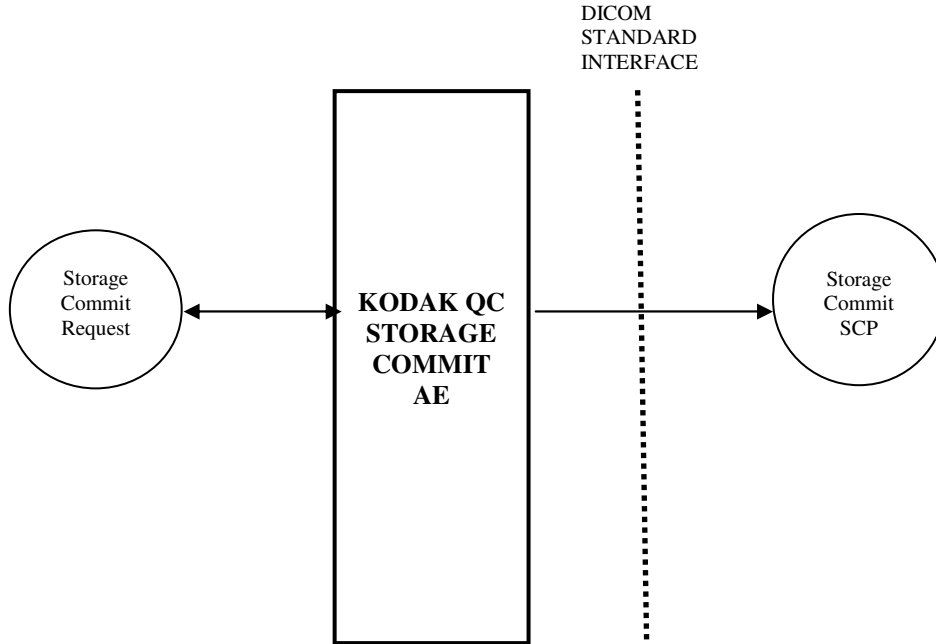 DICOM
STANDARD
INTERFACE
Storage
Commit
Request
KODAK QC
STORAGE
COMMIT
AE
Storage
Commit
SCP